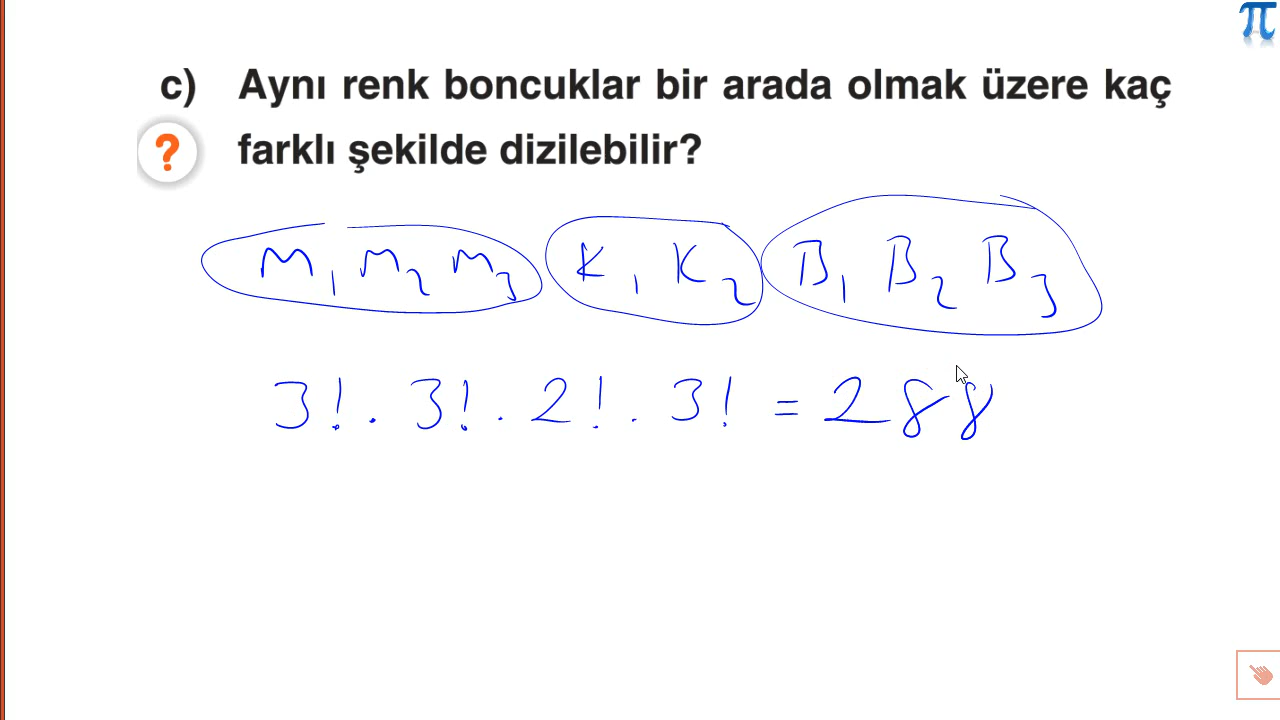 c) Aynı renk boncuklar bir arada olmak üzere kaç
? farklı şekilde dizilebilir?
M₁ M₂ M₃ K₁ K₂ B₁ B₂ B₃
3! . 3! . 2! . 3! = 288
π